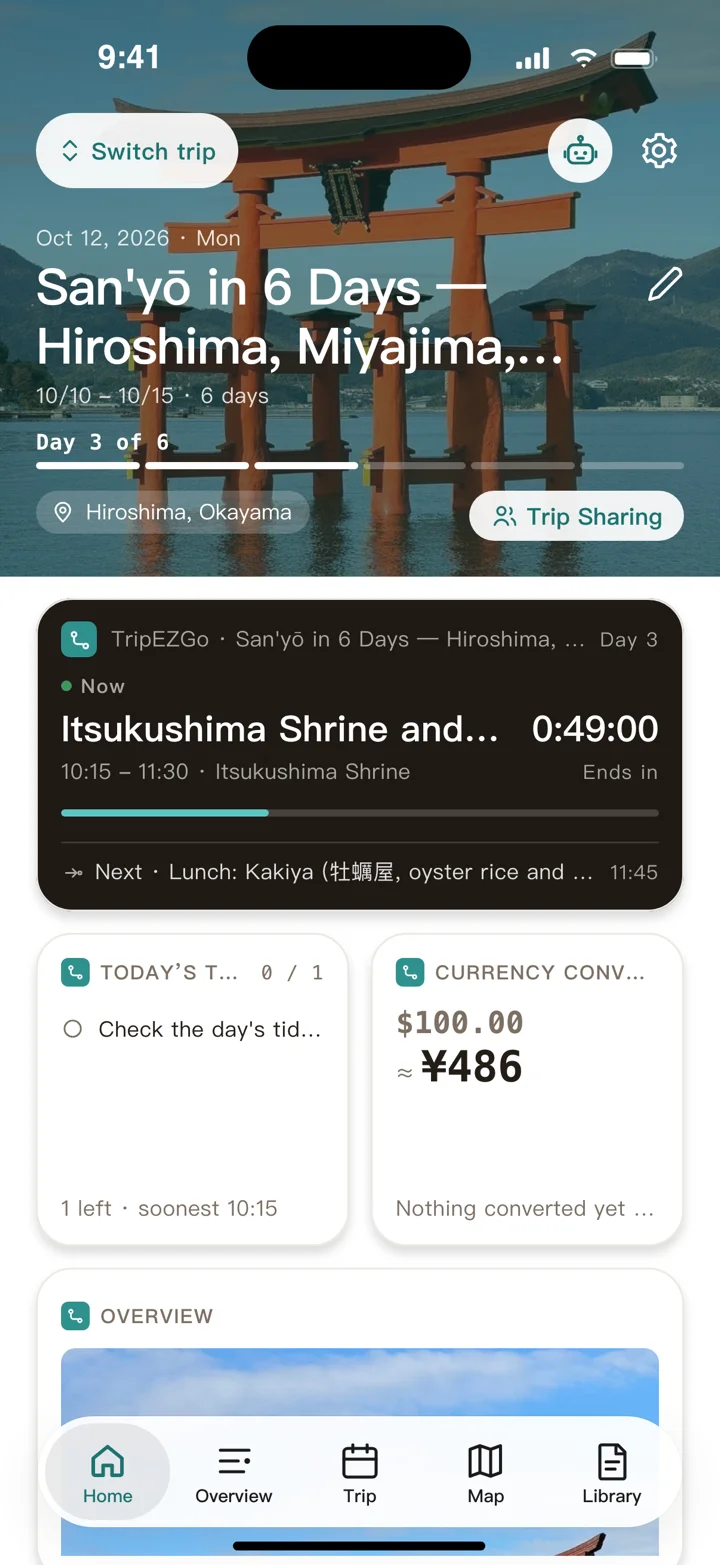 9:41
Switch trip
Oct 12, 2026 · Mon
San'yō in 6 Days —
Hiroshima, Miyajima,...
10/10 – 10/15 · 6 days
Day 3 of 6
Hiroshima, Okayama
Trip Sharing
TripEZGo · San'yō in 6 Days — Hiroshima, ... Day 3
Now
Itsukushima Shrine and... 0:49:00
10:15 – 11:30 · Itsukushima Shrine Ends in
Next · Lunch: Kakiya (牡蠣屋, oyster rice and ... 11:45
TODAY'S T... 0 / 1
Check the day's tid...
1 left · soonest 10:15
CURRENCY CONV...
$100.00
≈ ¥486
Nothing converted yet ...
OVERVIEW
Home
Overview
Trip
Map
Library